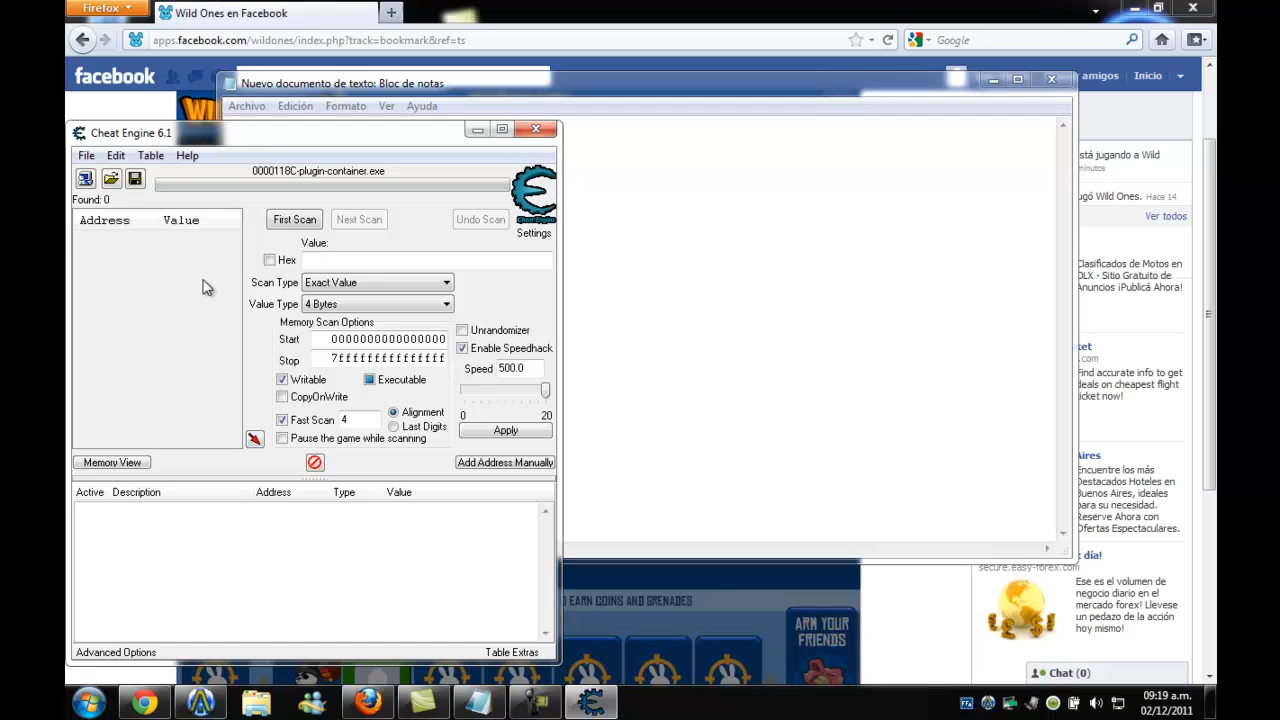 Firefox
Wild Ones en Facebook
apps.facebook.com/wildones/index.php?track=bookmark&ref=ts
Google
facebook
amigos
Inicio
Nuevo documento de texto: Bloc de notas
Archivo Edición Formato Ver Ayuda
Cheat Engine 6.1
File Edit Table Help
0000118C-plugin-container.exe
Found: 0
Address Value
First Scan
Next Scan
Undo Scan
Cheat Engine
Settings
Value:
Hex
Scan Type Exact Value
Value Type 4 Bytes
Memory Scan Options
Start 0000000000000000
Stop 7fffffffffffffff
Writable Executable
CopyOnWrite
Fast Scan 4
Alignment
Last Digits
Pause the game while scanning
Unrandomizer
Enable Speedhack
Speed 500.0
0 20
Apply
Memory View
Add Address Manually
Active Description Address Type Value
Advanced Options
Table Extras
está jugando a Wild
minutos
ugó Wild Ones. Hace 14
Ver todos
Clasificados de Motos en
OLX - Sitio Gratuito de
Anuncios ¡Publicá Ahora!
ket
.com
Find accurate info to get
deals on cheapest flight
ticket now!
Aires
Encuentre los más
Destacados Hoteles en
Buenos Aires, ideales
para su necesidad.
Reserve Ahora con
Ofertas Espectaculares.
día!
secure.easy-forex.com
Ese es el volumen de
negocio diario en el
mercado forex! Llevese
un pedazo de la acción
hoy mismo!
O EARN COINS AND GRENADES
ARM YOUR
FRIENDS
Chat (0)
09:19 a.m.
02/12/2011